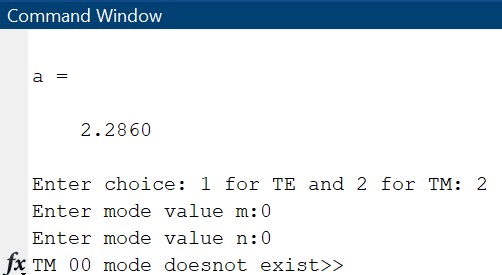 Command Window
a =
2.2860
Enter choice: 1 for TE and 2 for TM: 2
Enter mode value m:0
Enter mode value n:0
fx TM 00 mode doesnot exist>>